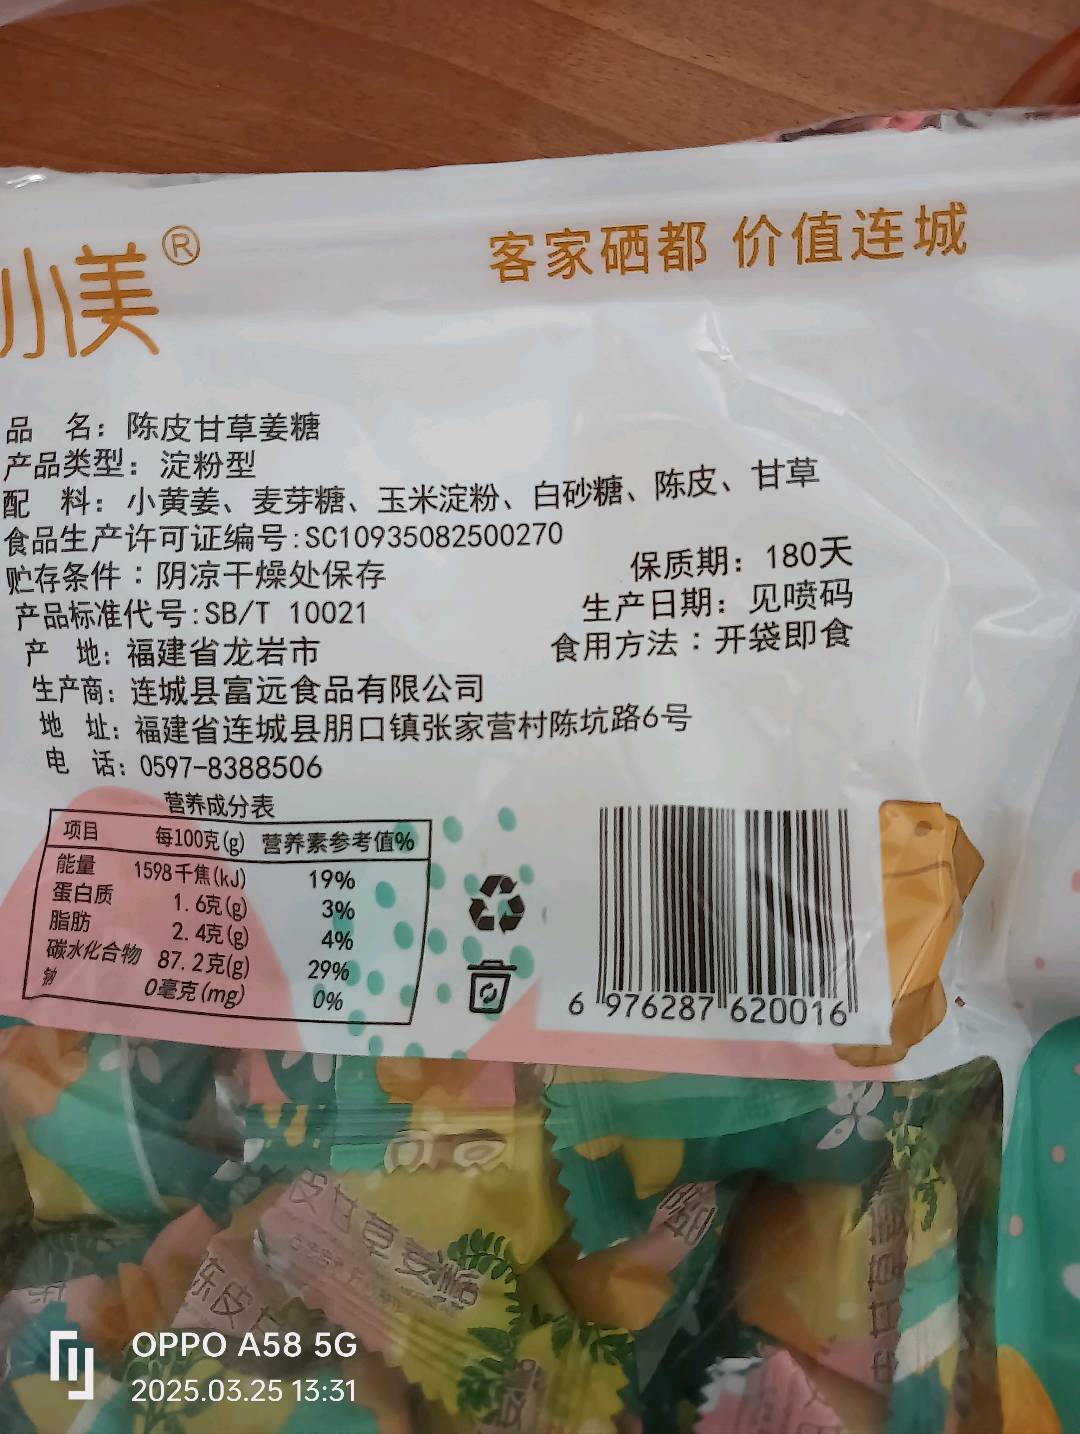 小美®
客家硒都 价值连城
品 名：陈皮甘草姜糖
产品类型：淀粉型
配 料：小黄姜、麦芽糖、玉米淀粉、白砂糖、陈皮、甘草
食品生产许可证编号:SC10935082500270
贮存条件：阴凉干燥处保存
保质期：180天
产品标准代号:SB/T 10021
生产日期：见喷码
产 地：福建省龙岩市
食用方法：开袋即食
生产商：连城县富远食品有限公司
地 址：福建省连城县朋口镇张家营村陈坑路6号
电 话：0597-8388506
营养成分表
项目 每100克(g) 营养素参考值%
能量 1598千焦(kJ) 19%
蛋白质 1.6克(g) 3%
脂肪 2.4克(g) 4%
碳水化合物 87.2克(g) 29%
钠 0毫克(mg) 0%
6 976287 620016
皮甘草姜糖
陈皮甘
陈甘
OPPO A58 5G
2025.03.25 13:31